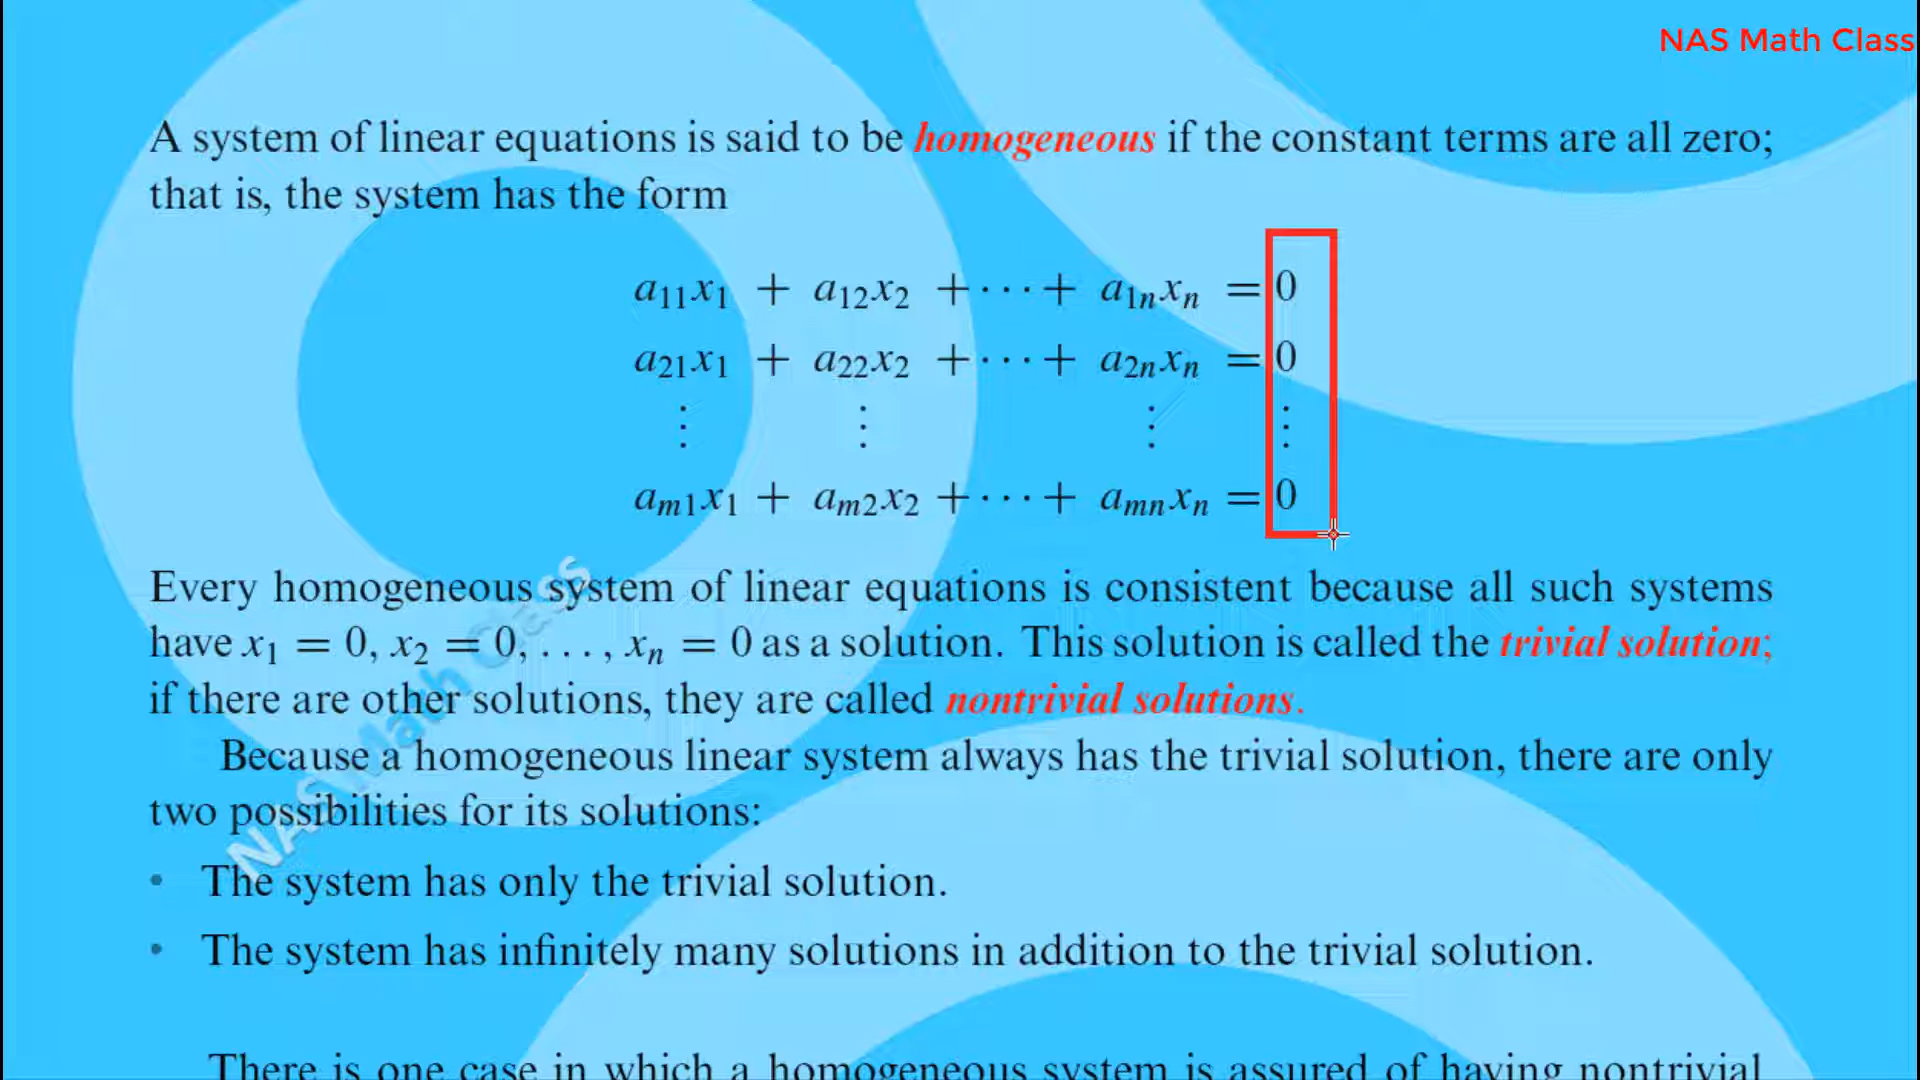 NAS Math Class
A system of linear equations is said to be homogeneous if the constant terms are all zero;
that is, the system has the form
a₁₁x₁ + a₁₂x₂ + ··· + a₁ₙxₙ = 0
a₂₁x₁ + a₂₂x₂ + ··· + a₂ₙxₙ = 0
⋮ ⋮ ⋮ ⋮
aₘ₁x₁ + aₘ₂x₂ + ··· + aₘₙxₙ = 0
Every homogeneous system of linear equations is consistent because all such systems
have x₁ = 0, x₂ = 0, . . . , xₙ = 0 as a solution. This solution is called the trivial solution;
if there are other solutions, they are called nontrivial solutions.
Because a homogeneous linear system always has the trivial solution, there are only
two possibilities for its solutions:
• The system has only the trivial solution.
• The system has infinitely many solutions in addition to the trivial solution.
There is one case in which a homogeneous system is assured of having nontrivial
NAS Math Class